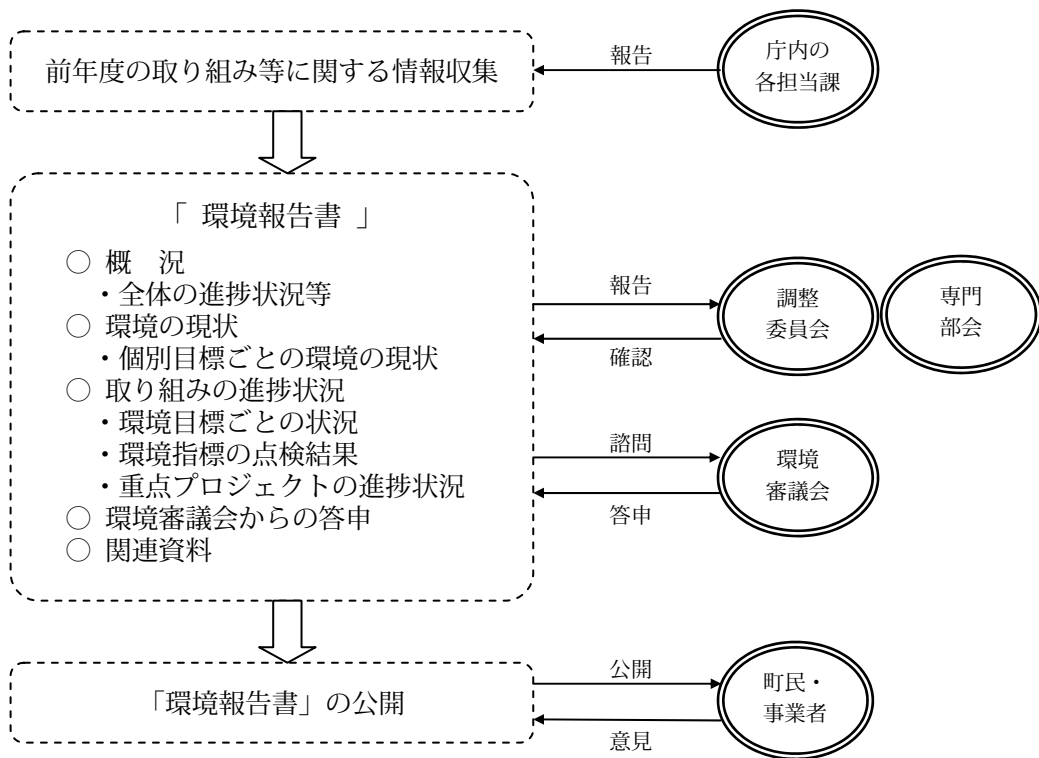 前年度の取り組み等に関する情報収集
報告
庁内の
各担当課
「 環境報告書 」
○ 概　況
・全体の進捗状況等
○ 環境の現状
・個別目標ごとの環境の現状
○ 取り組みの進捗状況
・環境目標ごとの状況
・環境指標の点検結果
・重点プロジェクトの進捗状況
○ 環境審議会からの答申
○ 関連資料
報告
確認
調整
委員会
専門
部会
諮問
答申
環境
審議会
「環境報告書」の公開
公開
意見
町民・
事業者